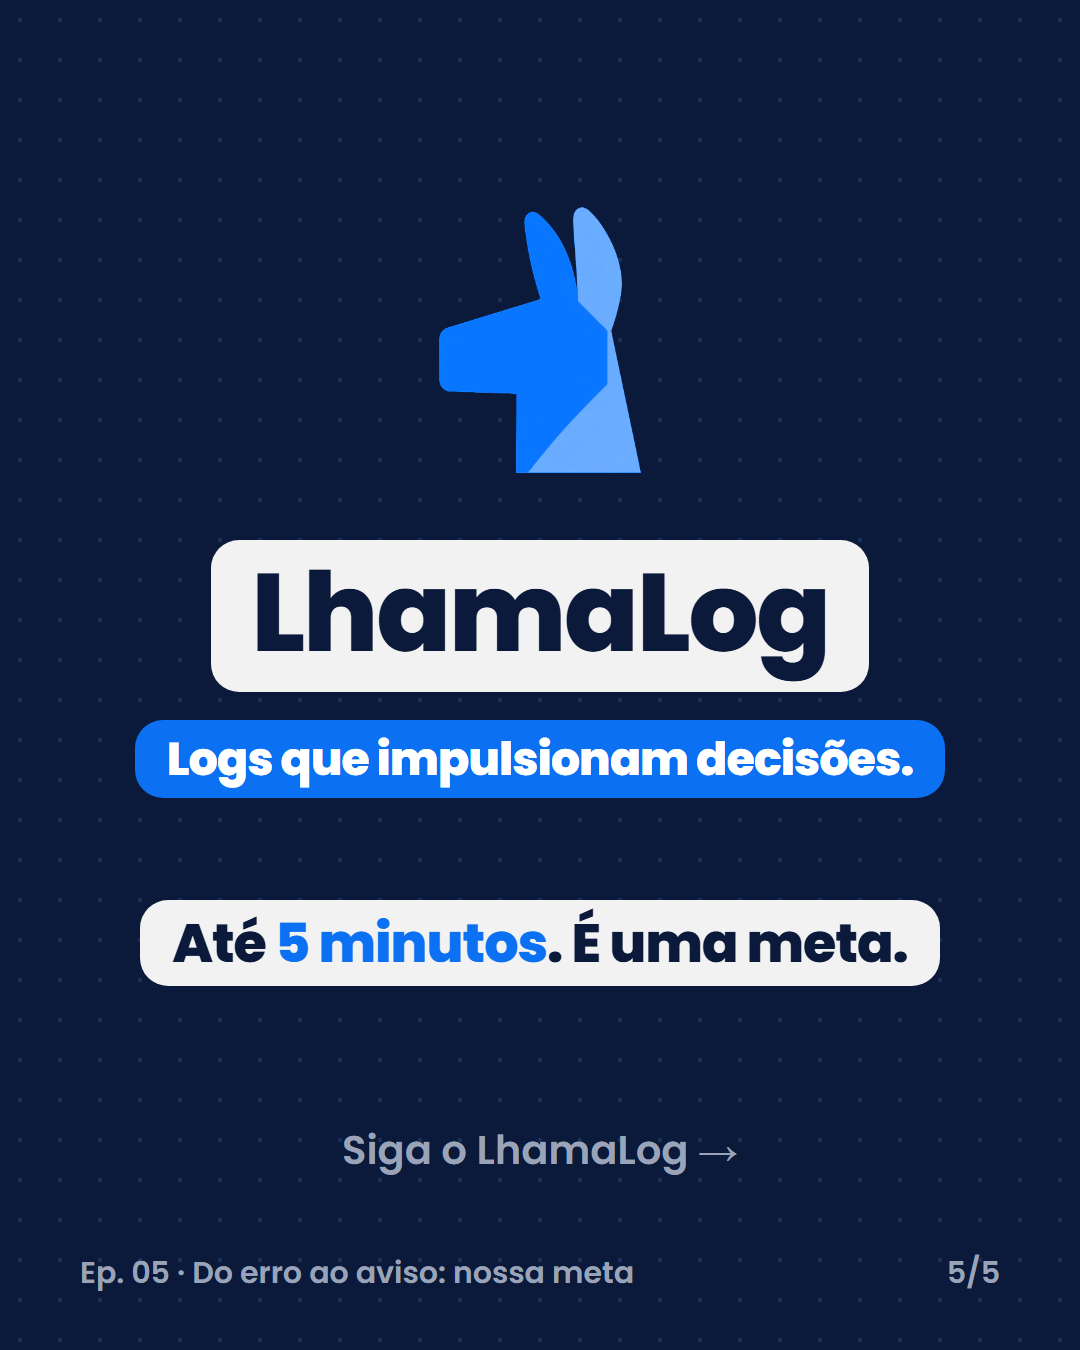 LhamaLog
Logs que impulsionam decisões.
Até 5 minutos. É uma meta.
Siga o LhamaLog →
Ep. 05 · Do erro ao aviso: nossa meta
5/5